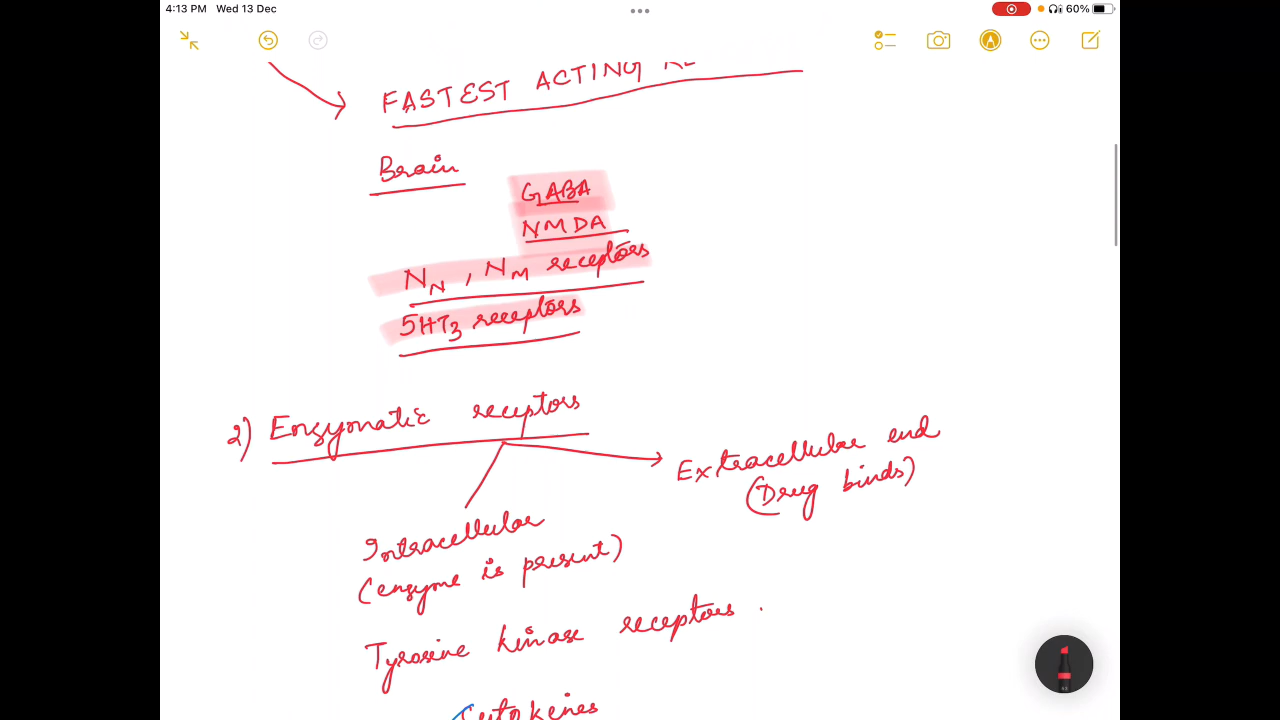 4:13 PM Wed 13 Dec
60%
FASTEST ACTING
Brain
GABA
NMDA
NN , NM receptors
5HT3 receptors
2) Enzymatic receptors
Extracellular end
(Drug binds)
Intracellular
(enzyme is present)
Tyrosine kinase receptors
Cytokines